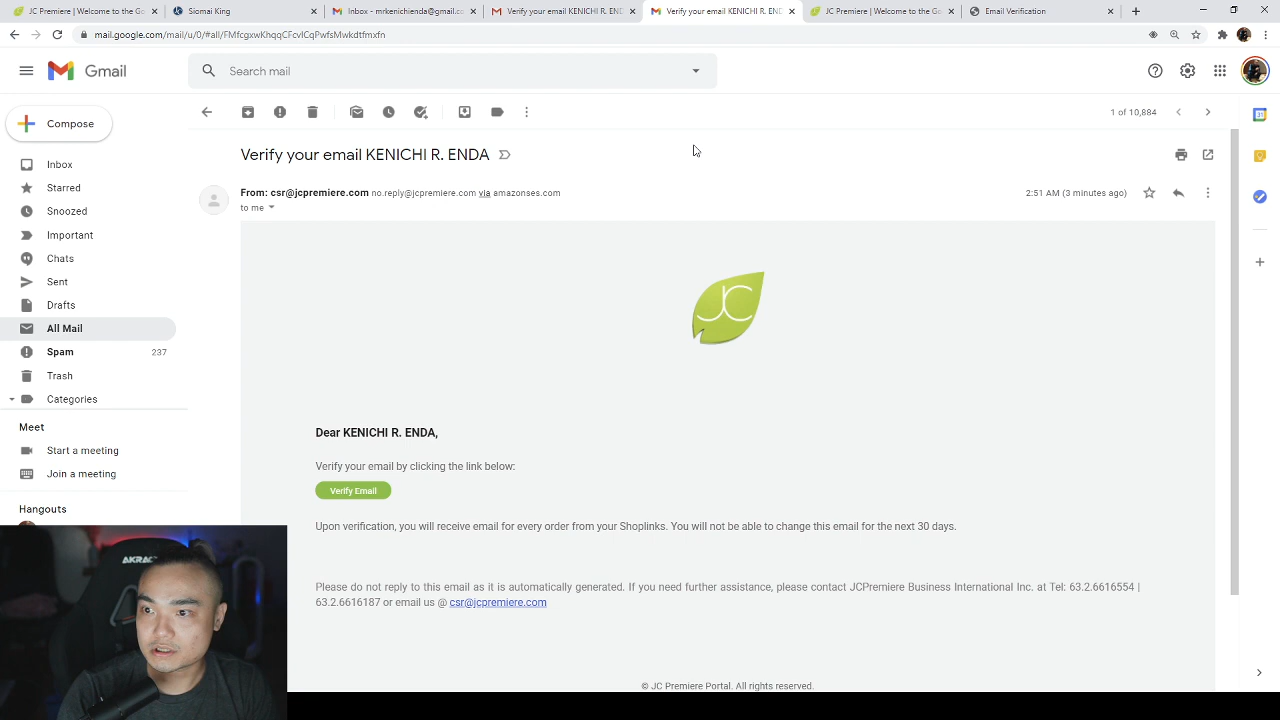 JC Premiere | Welcome to the Go
Siomai King
Inbox - mrkenichienda@gmail.co
Verify your email KENICHI R. END
Verify your email KENICHI R. END
JC Premiere | Welcome to the Go
Email Verification
mail.google.com/mail/u/0/#all/FMfcgxwKhqqCFcvlCqPwfsMwkdtfmxfn
Gmail
Search mail
Compose
1 of 10,884
Inbox
Starred
Snoozed
Important
Chats
Sent
Drafts
All Mail
Spam 237
Trash
Categories
Meet
Start a meeting
Join a meeting
Hangouts
Verify your email KENICHI R. ENDA
From: csr@jcpremiere.com no.reply@jcpremiere.com via amazonses.com
2:51 AM (3 minutes ago)
to me
JC
Dear KENICHI R. ENDA,
Verify your email by clicking the link below:
Verify Email
Upon verification, you will receive email for every order from your Shoplinks. You will not be able to change this email for the next 30 days.
Please do not reply to this email as it is automatically generated. If you need further assistance, please contact JCPremiere Business International Inc. at Tel: 63.2.6616554 |
63.2.6616187 or email us @ csr@jcpremiere.com
© JC Premiere Portal. All rights reserved.
AKRACING